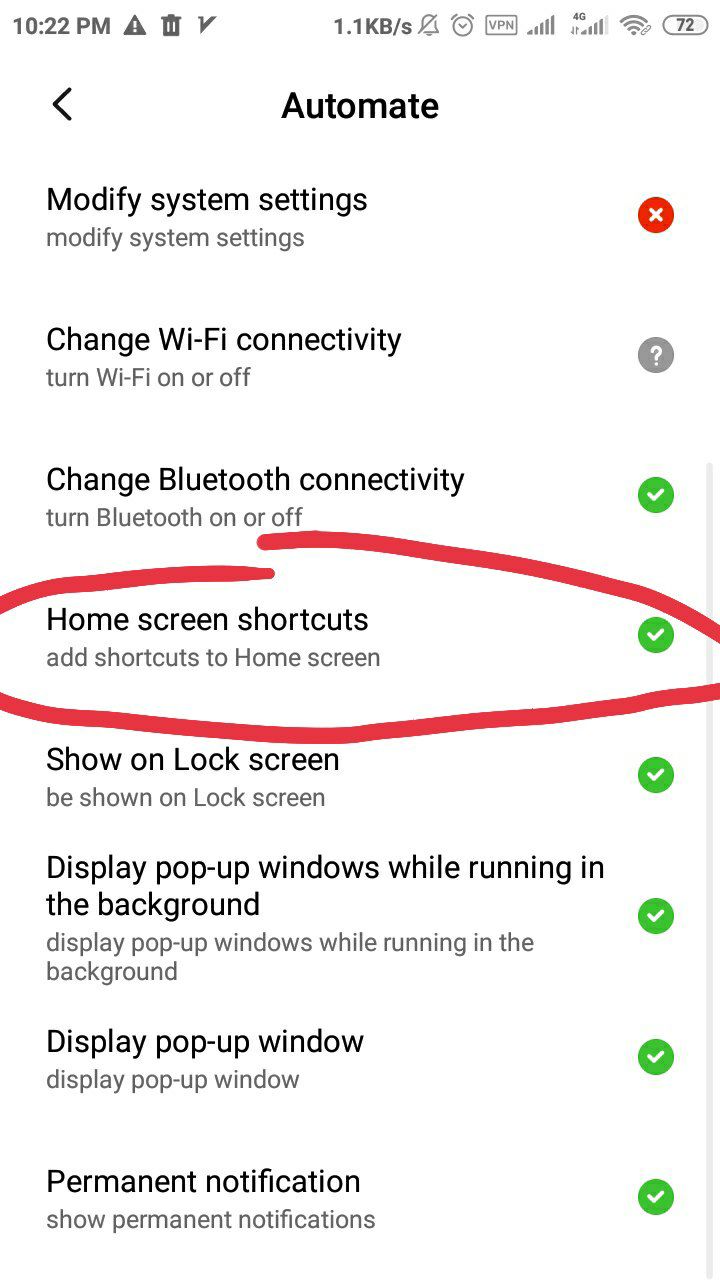 10:22 PM 1.1KB/s VPN 4G 72
Automate
Modify system settings
modify system settings
Change Wi-Fi connectivity
turn Wi-Fi on or off
Change Bluetooth connectivity
turn Bluetooth on or off
Home screen shortcuts
add shortcuts to Home screen
Show on Lock screen
be shown on Lock screen
Display pop-up windows while running in
the background
display pop-up windows while running in the
background
Display pop-up window
display pop-up window
Permanent notification
show permanent notifications